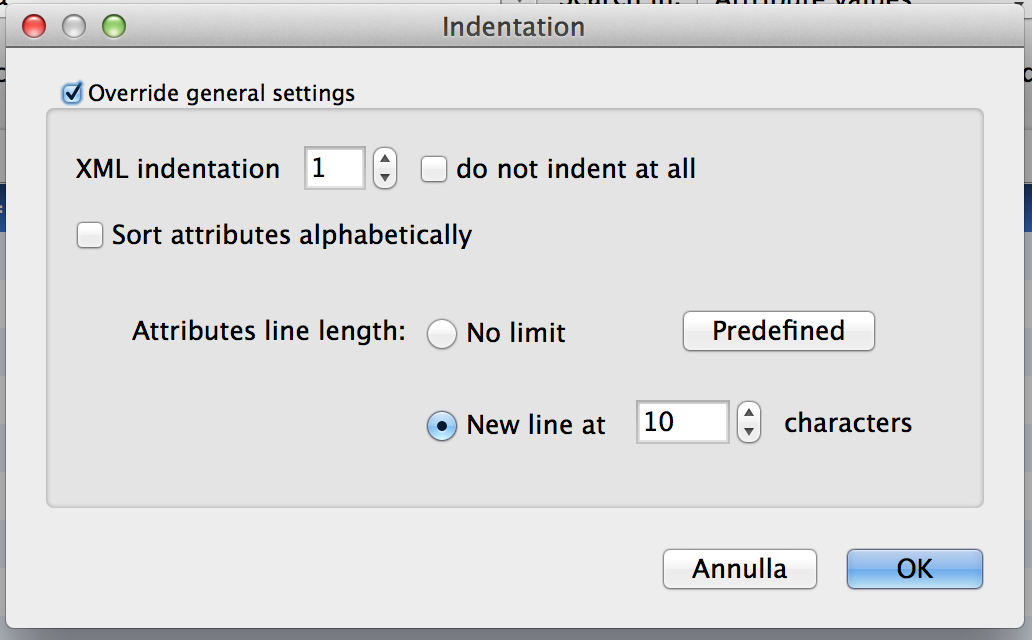 Indentation
Override general settings
XML indentation 1 do not indent at all
Sort attributes alphabetically
Attributes line length: No limit Predefined
New line at 10 characters
Annulla OK